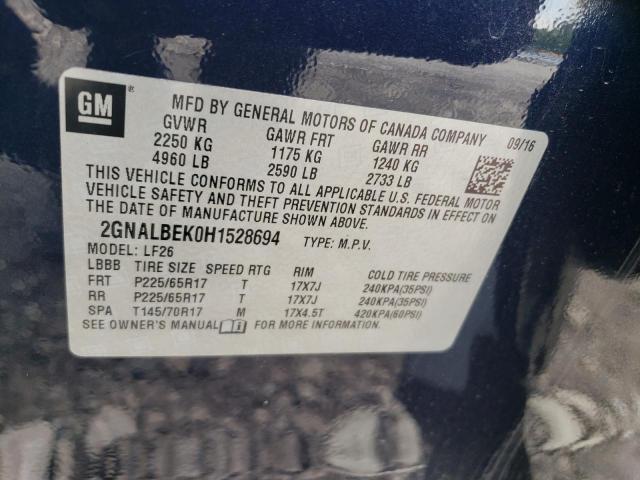 GM ®
MFD BY GENERAL MOTORS OF CANADA COMPANY 09/16
GVWR GAWR FRT GAWR RR
2250 KG 1175 KG 1240 KG
4960 LB 2590 LB 2733 LB
THIS VEHICLE CONFORMS TO ALL APPLICABLE U.S. FEDERAL MOTOR
VEHICLE SAFETY AND THEFT PREVENTION STANDARDS IN EFFECT ON
THE DATE OF MANUFACTURE SHOWN ABOVE.
2GNALBEK0H1528694 TYPE: M.P.V.
MODEL: LF26
LBBB TIRE SIZE SPEED RTG RIM COLD TIRE PRESSURE
FRT P225/65R17 T 17X7J 240KPA(35PSI)
RR P225/65R17 T 17X7J 240KPA(35PSI)
SPA T145/70R17 M 17X4.5T 420KPA(60PSI)
SEE OWNER'S MANUAL FOR MORE INFORMATION.